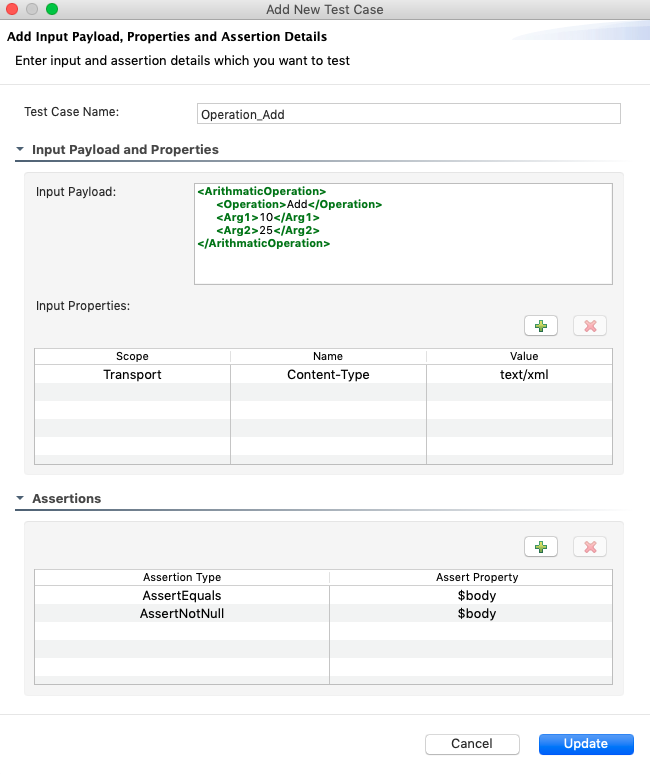 Add New Test Case
Add Input Payload, Properties and Assertion Details
Enter input and assertion details which you want to test
Test Case Name: Operation_Add
Input Payload and Properties
Input Payload: <ArithmaticOperation>
<Operation>Add</Operation>
<Arg1>10</Arg1>
<Arg2>25</Arg2>
</ArithmaticOperation>
Input Properties:
Scope Name Value
Transport Content-Type text/xml
Assertions
Assertion Type Assert Property
AssertEquals $body
AssertNotNull $body
Cancel Update